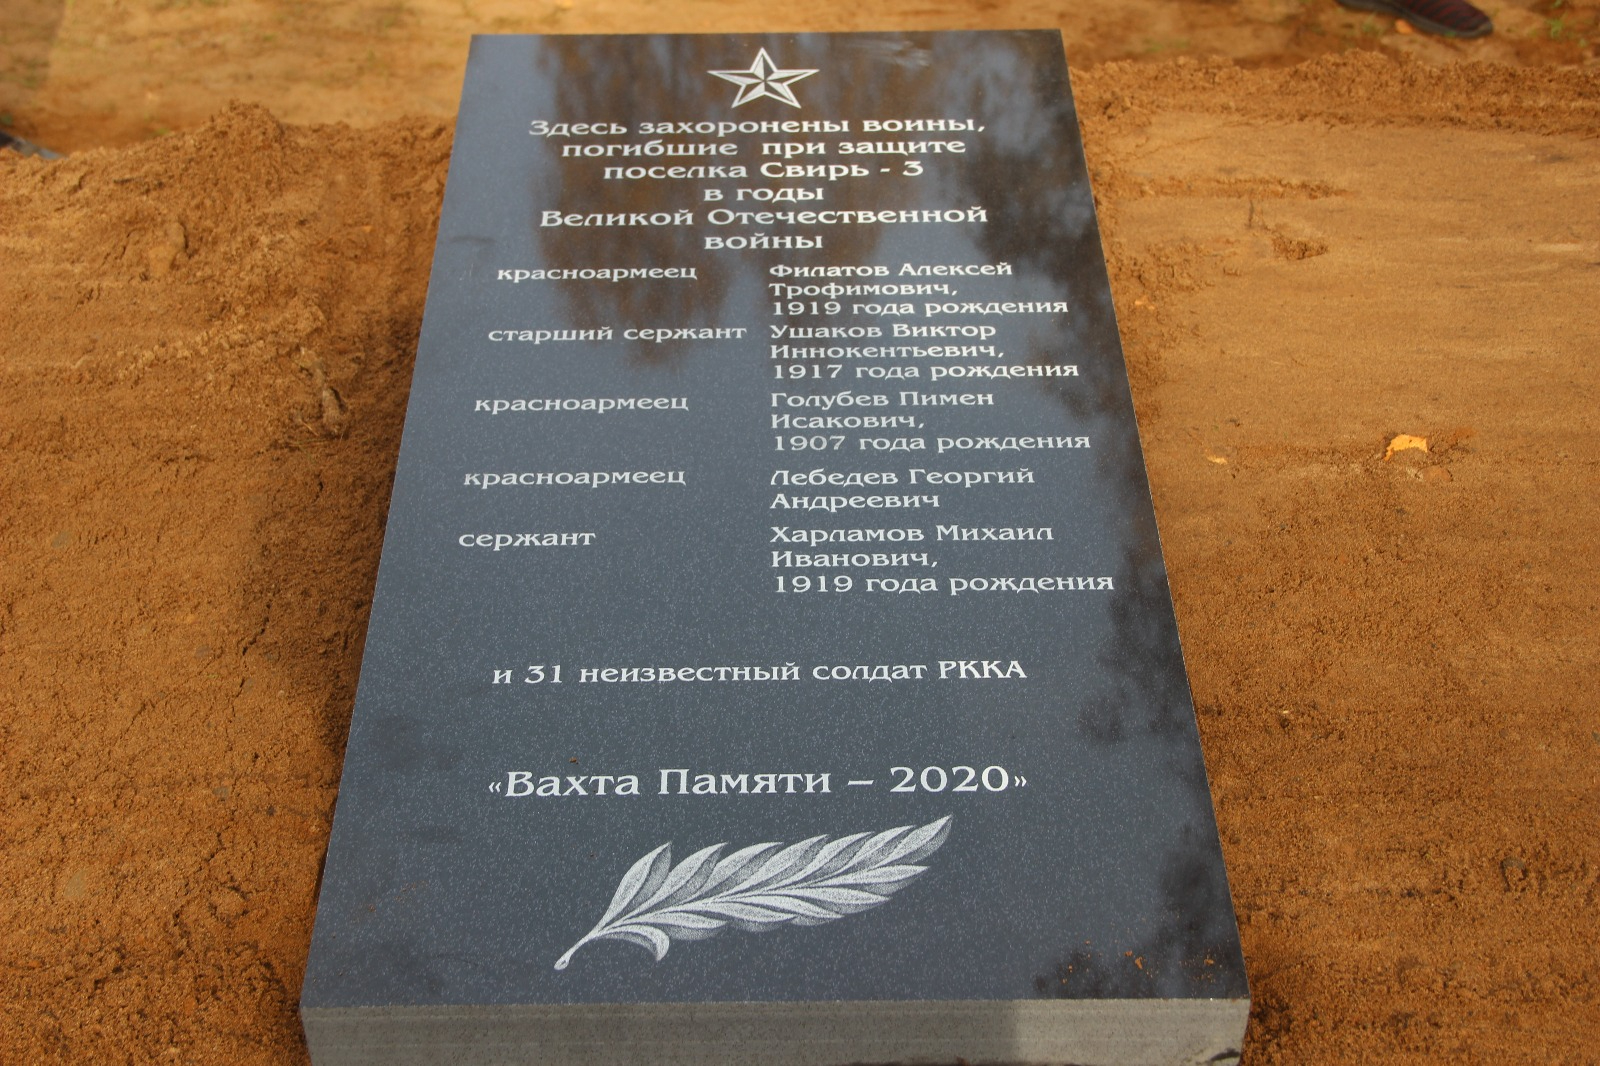 Здесь захоронены воины,
погибшие при защите
поселка Свирь - 3
в годы
Великой Отечественной
войны
красноармеец Филатов Алексей
Трофимович,
1919 года рождения
старший сержант Ушаков Виктор
Иннокентьевич,
1917 года рождения
красноармеец Голубев Пимен
Исакович,
1907 года рождения
красноармеец Лебедев Георгий
Андреевич
сержант Харламов Михаил
Иванович,
1919 года рождения
и 31 неизвестный солдат РККА
«Вахта Памяти – 2020»